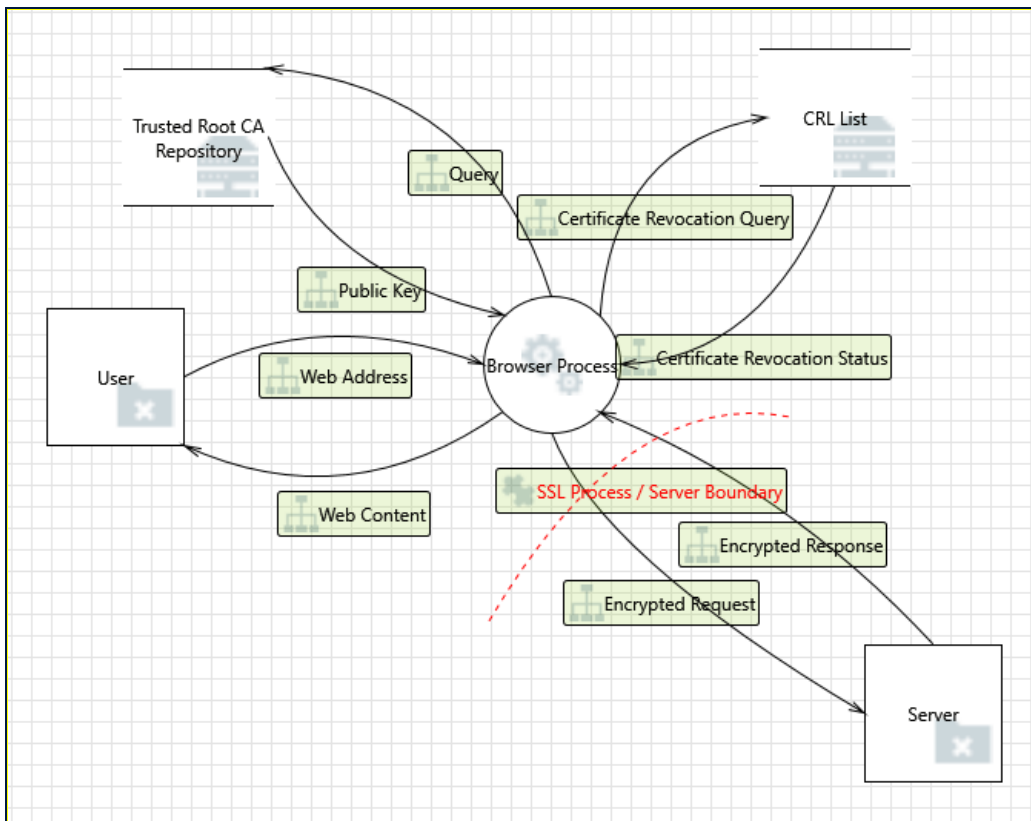 Trusted Root CA
Repository
CRL List
Query
Certificate Revocation Query
Public Key
User
Web Address
Browser Process
Certificate Revocation Status
SSL Process / Server Boundary
Web Content
Encrypted Response
Encrypted Request
Server